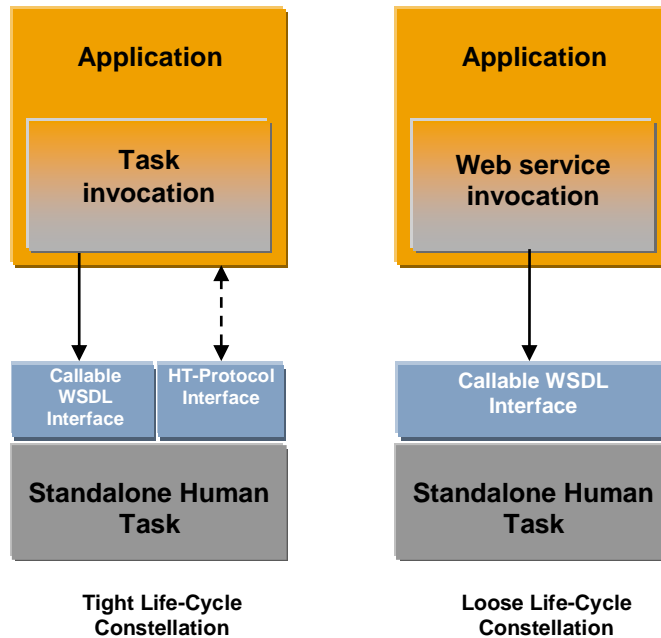 Application
Task
invocation
Callable
WSDL
Interface
HT-Protocol
Interface
Standalone Human
Task
Tight Life-Cycle
Constellation
Application
Web service
invocation
Callable WSDL
Interface
Standalone Human
Task
Loose Life-Cycle
Constellation